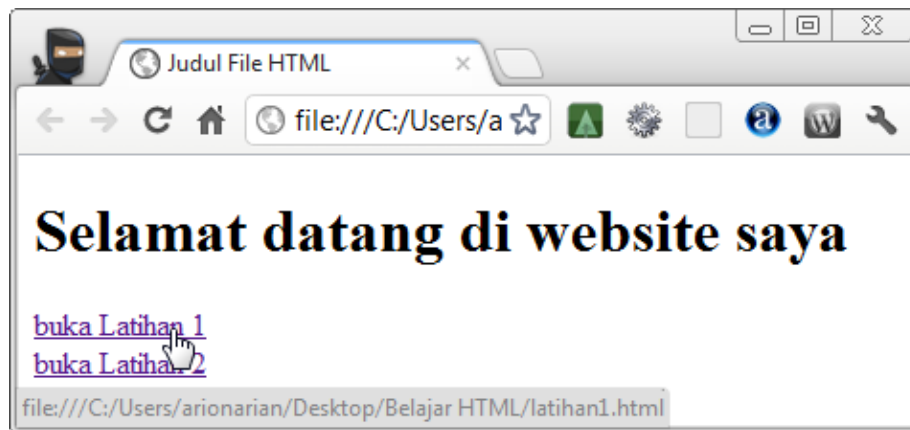 Judul File HTML
file:///C:/Users/a
Selamat datang di website saya
buka Latihan 1
buka Latihan 2
file:///C:/Users/arionarian/Desktop/Belajar HTML/latihan1.html